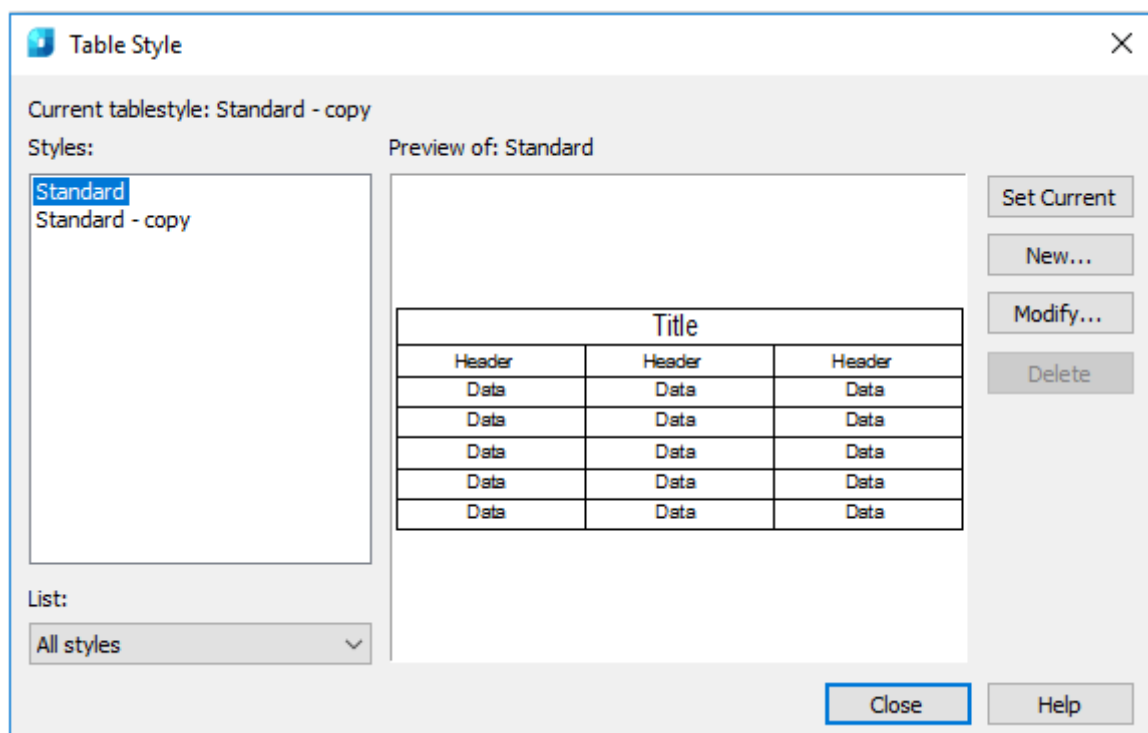 Table Style
Current tablestyle: Standard - copy
Styles:
Preview of: Standard
Standard
Standard - copy
Set Current
New...
Modify...
Delete
Title
Header Header Header
Data Data Data
Data Data Data
Data Data Data
Data Data Data
Data Data Data
List:
All styles
Close
Help